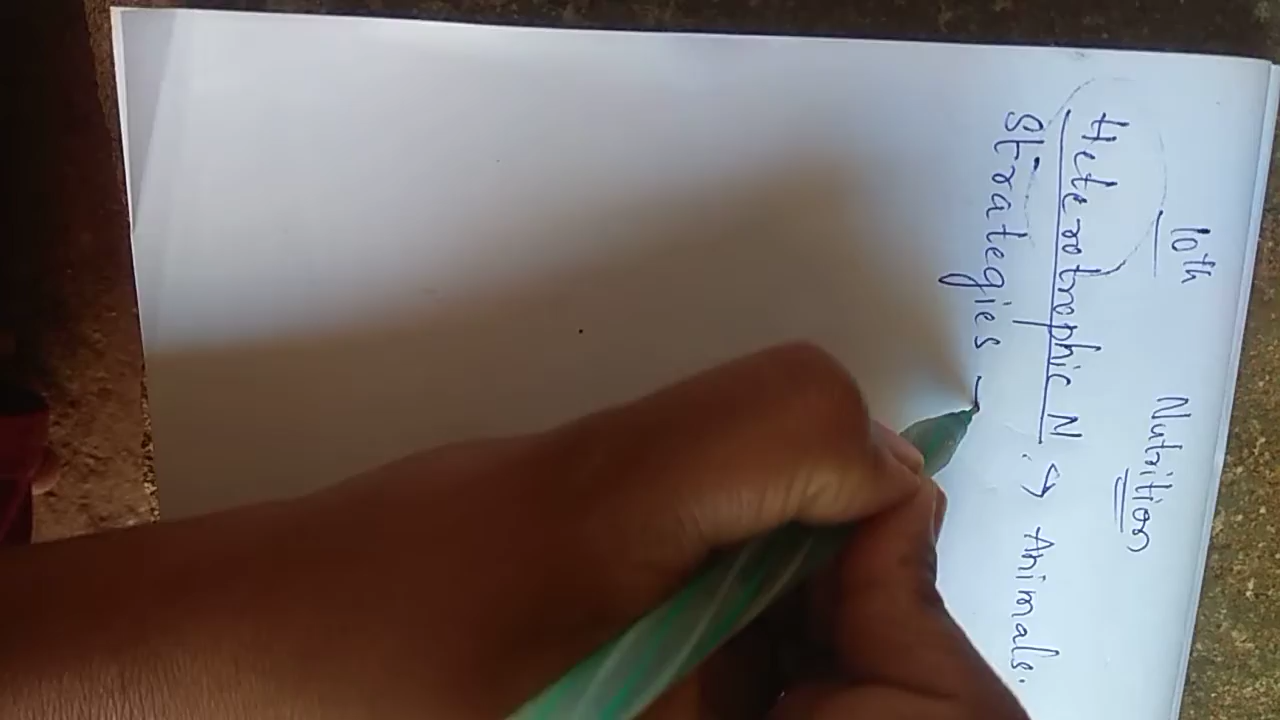 10th Nutrition
Heterotrophic N. → Animals.
Strategies -